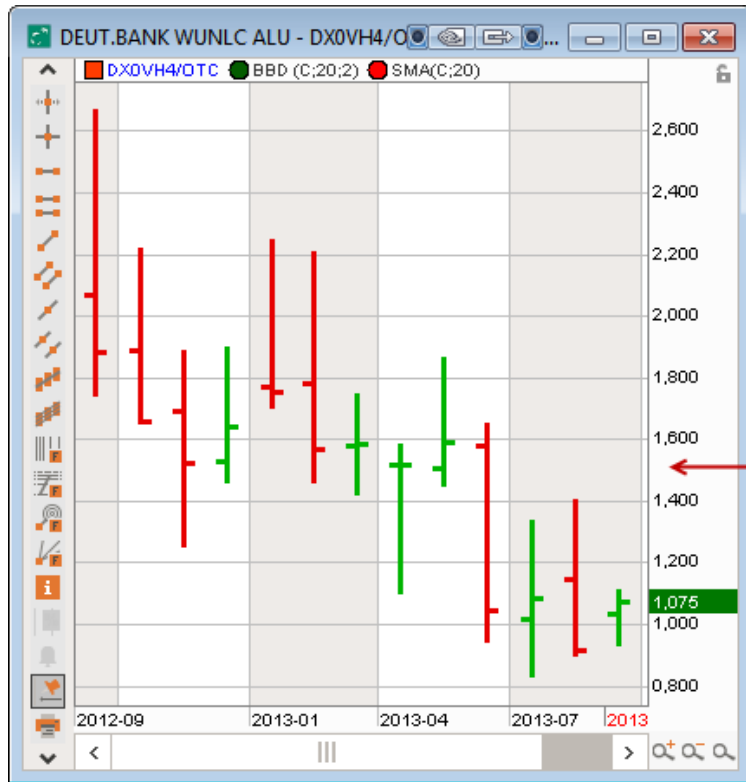 DEUT.BANK WUNLC ALU - DX0VH4/O ...
DX0VH4/OTC BBD (C;20;2) SMA(C;20)
2,600
2,400
2,200
2,000
1,800
1,600
1,400
1,200
1,075
1,000
0,800
2012-09 2013-01 2013-04 2013-07 2013
F
F
F
F
i